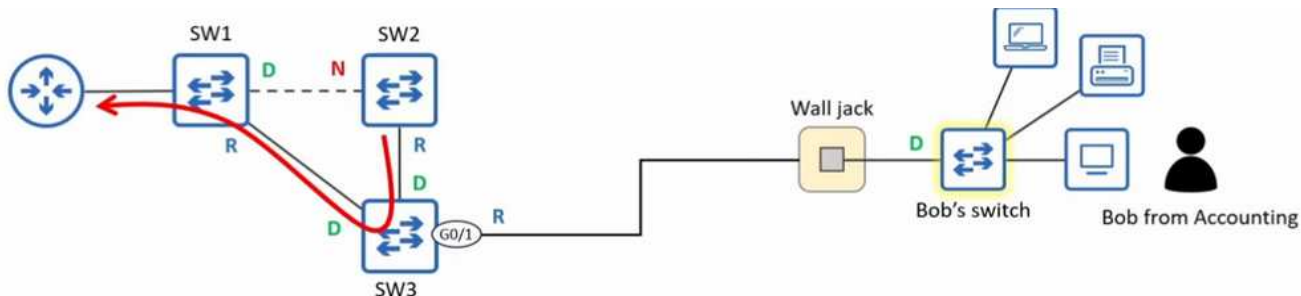 SW1
SW2
D
N
R
R
D
D
SW3
G0/1
R
Wall jack
D
Bob's switch
Bob from Accounting